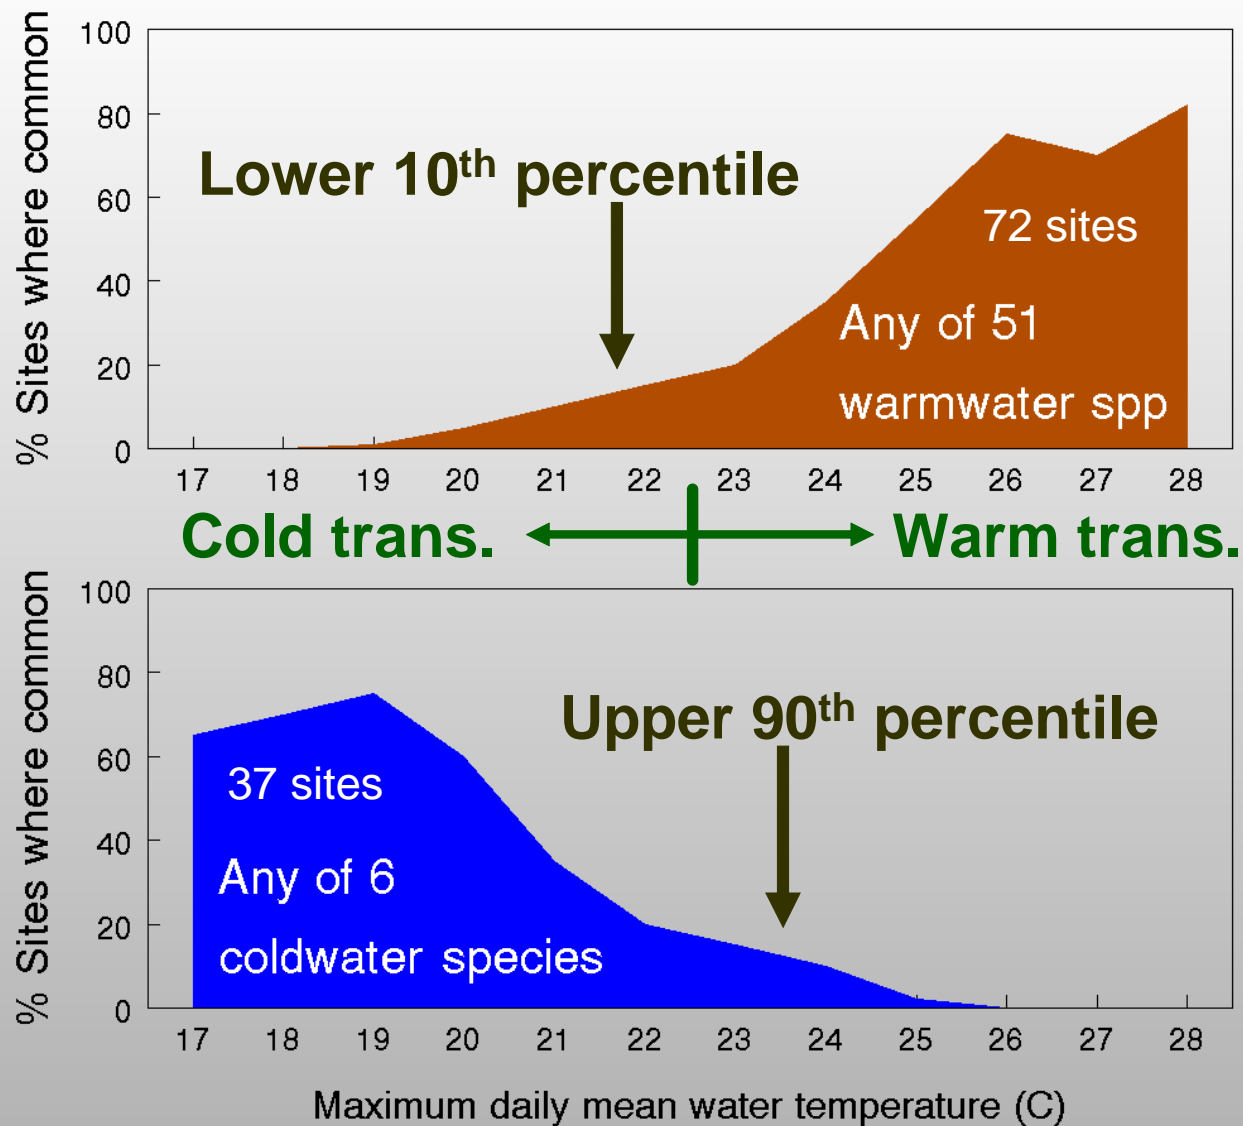 % Sites where common
100
80
60
40
20
0
Lower 10th percentile
72 sites
Any of 51
warmwater spp
17 18 19 20 21 22 23 24 25 26 27 28
Cold trans. Warm trans.
% Sites where common
100
80
60
40
20
0
Upper 90th percentile
37 sites
Any of 6
coldwater species
17 18 19 20 21 22 23 24 25 26 27 28
Maximum daily mean water temperature (C)